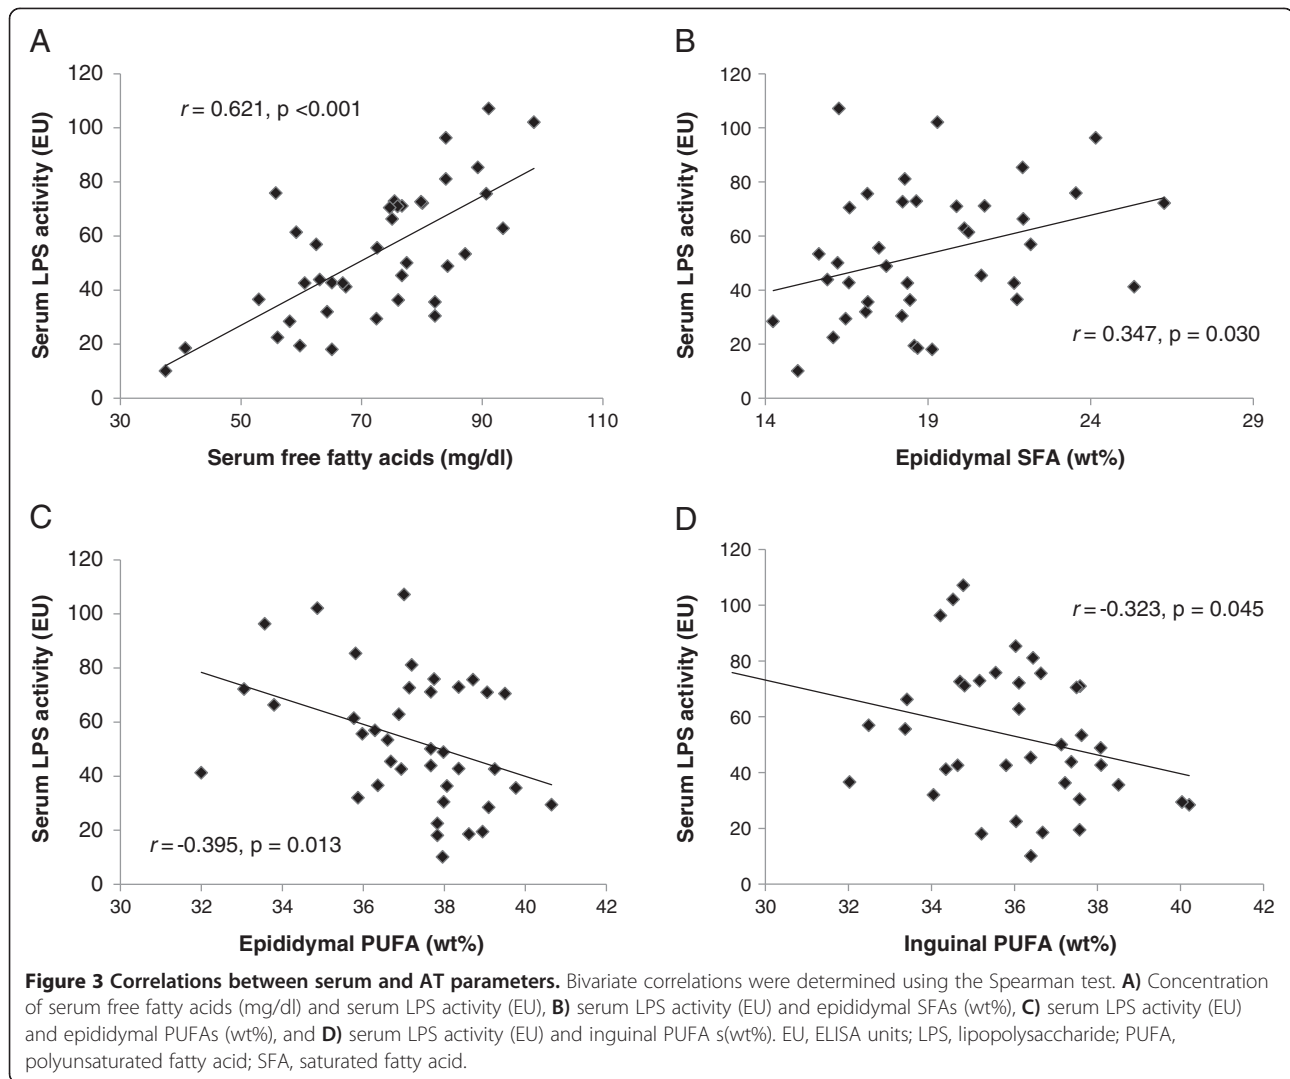 A
B
120
100
80
60
40
20
0
30
50
70
90
110
Serum LPS activity (EU)
Serum free fatty acids (mg/dl)
r = 0.621, p <0.001
120
100
80
60
40
20
0
14
19
24
29
Serum LPS activity (EU)
Epididymal SFA (wt%)
r = 0.347, p = 0.030
C
D
120
100
80
60
40
20
0
30
32
34
36
38
40
42
Serum LPS activity (EU)
Epididymal PUFA (wt%)
r = -0.395, p = 0.013
120
100
80
60
40
20
0
30
32
34
36
38
40
42
Serum LPS activity (EU)
Inguinal PUFA (wt%)
r = -0.323, p = 0.045
Figure 3 Correlations between serum and AT parameters. Bivariate correlations were determined using the Spearman test. A) Concentration
of serum free fatty acids (mg/dl) and serum LPS activity (EU), B) serum LPS activity (EU) and epididymal SFAs (wt%), C) serum LPS activity (EU)
and epididymal PUFAs (wt%), and D) serum LPS activity (EU) and inguinal PUFA s(wt%). EU, ELISA units; LPS, lipopolysaccharide; PUFA,
polyunsaturated fatty acid; SFA, saturated fatty acid.